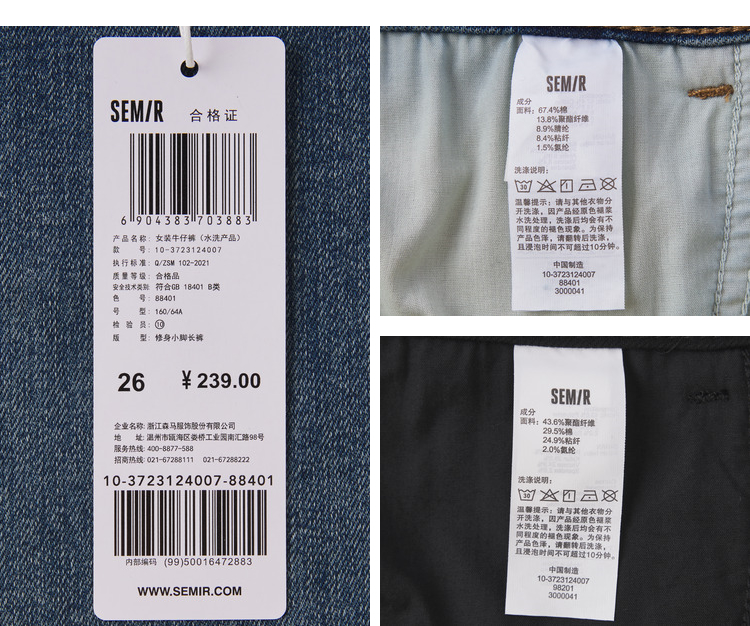 SEM/R 合格证
6 904383 703883
产品名称: 女装牛仔裤（水洗产品）
款 号: 10-3723124007
执行标准: Q/ZSM 102-2021
质量等级: 合格品
安全技术类别: 符合GB 18401 B类
色 号: 88401
号 型: 160/64A
检 验 员: ⑩
版 型: 修身小脚长裤
26 ¥239.00
企业名称: 浙江森马服饰股份有限公司
地 址: 温州市瓯海区娄桥工业园南汇路98号
服务热线: 400-8877-588
招商热线: 021-67288111 021-67288222
10-3723124007-88401
内部编码 (99)50016472883
WWW.SEMIR.COM
SEM/R
成分
面料: 67.4%棉
13.8%聚酯纤维
8.9%腈纶
8.4%粘纤
1.5%氨纶
洗涤说明:
30
温馨提示: 请与其他衣物分
开洗涤，因产品经原色褪浆
水洗处理，洗涤后均会有不
同程度的褪色现象。为保持
产品色泽，请翻转后洗涤，
且浸泡时间不可超过10分钟。
中国制造
10-3723124007
88401
3000041
SEM/R
成分
面料: 43.6%聚酯纤维
29.5%棉
24.9%粘纤
2.0%氨纶
洗涤说明:
30
温馨提示: 请与其他衣物分
开洗涤，因产品经原色褪浆
水洗处理，洗涤后均会有不
同程度的褪色现象。为保持
产品色泽，请翻转后洗涤，
且浸泡时间不可超过10分钟。
中国制造
10-3723124007
98201
3000041